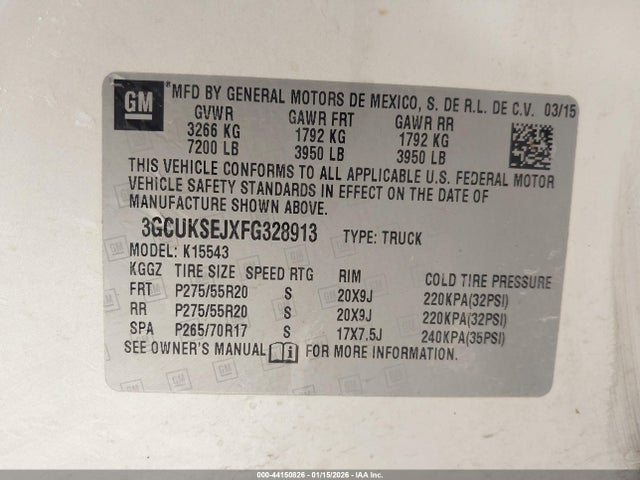 GM
*MFD BY GENERAL MOTORS DE MEXICO, S. DE R.L. DE C.V. 03/15
GVWR GAWR FRT GAWR RR
3266 KG 1792 KG 1792 KG
7200 LB 3950 LB 3950 LB
THIS VEHICLE CONFORMS TO ALL APPLICABLE U.S. FEDERAL MOTOR
VEHICLE SAFETY STANDARDS IN EFFECT ON THE DATE OF
MANUFACTURE SHOWN ABOVE.
3GCUKSEJXFG328913 TYPE: TRUCK
MODEL: K15543
KGGZ TIRE SIZE SPEED RTG RIM COLD TIRE PRESSURE
FRT P275/55R20 S 20X9J 220KPA(32PSI)
RR P275/55R20 S 20X9J 220KPA(32PSI)
SPA P265/70R17 S 17X7.5J 240KPA(35PSI)
SEE OWNER'S MANUAL FOR MORE INFORMATION.
000-44150826 - 01/15/2026 - IAA Inc.